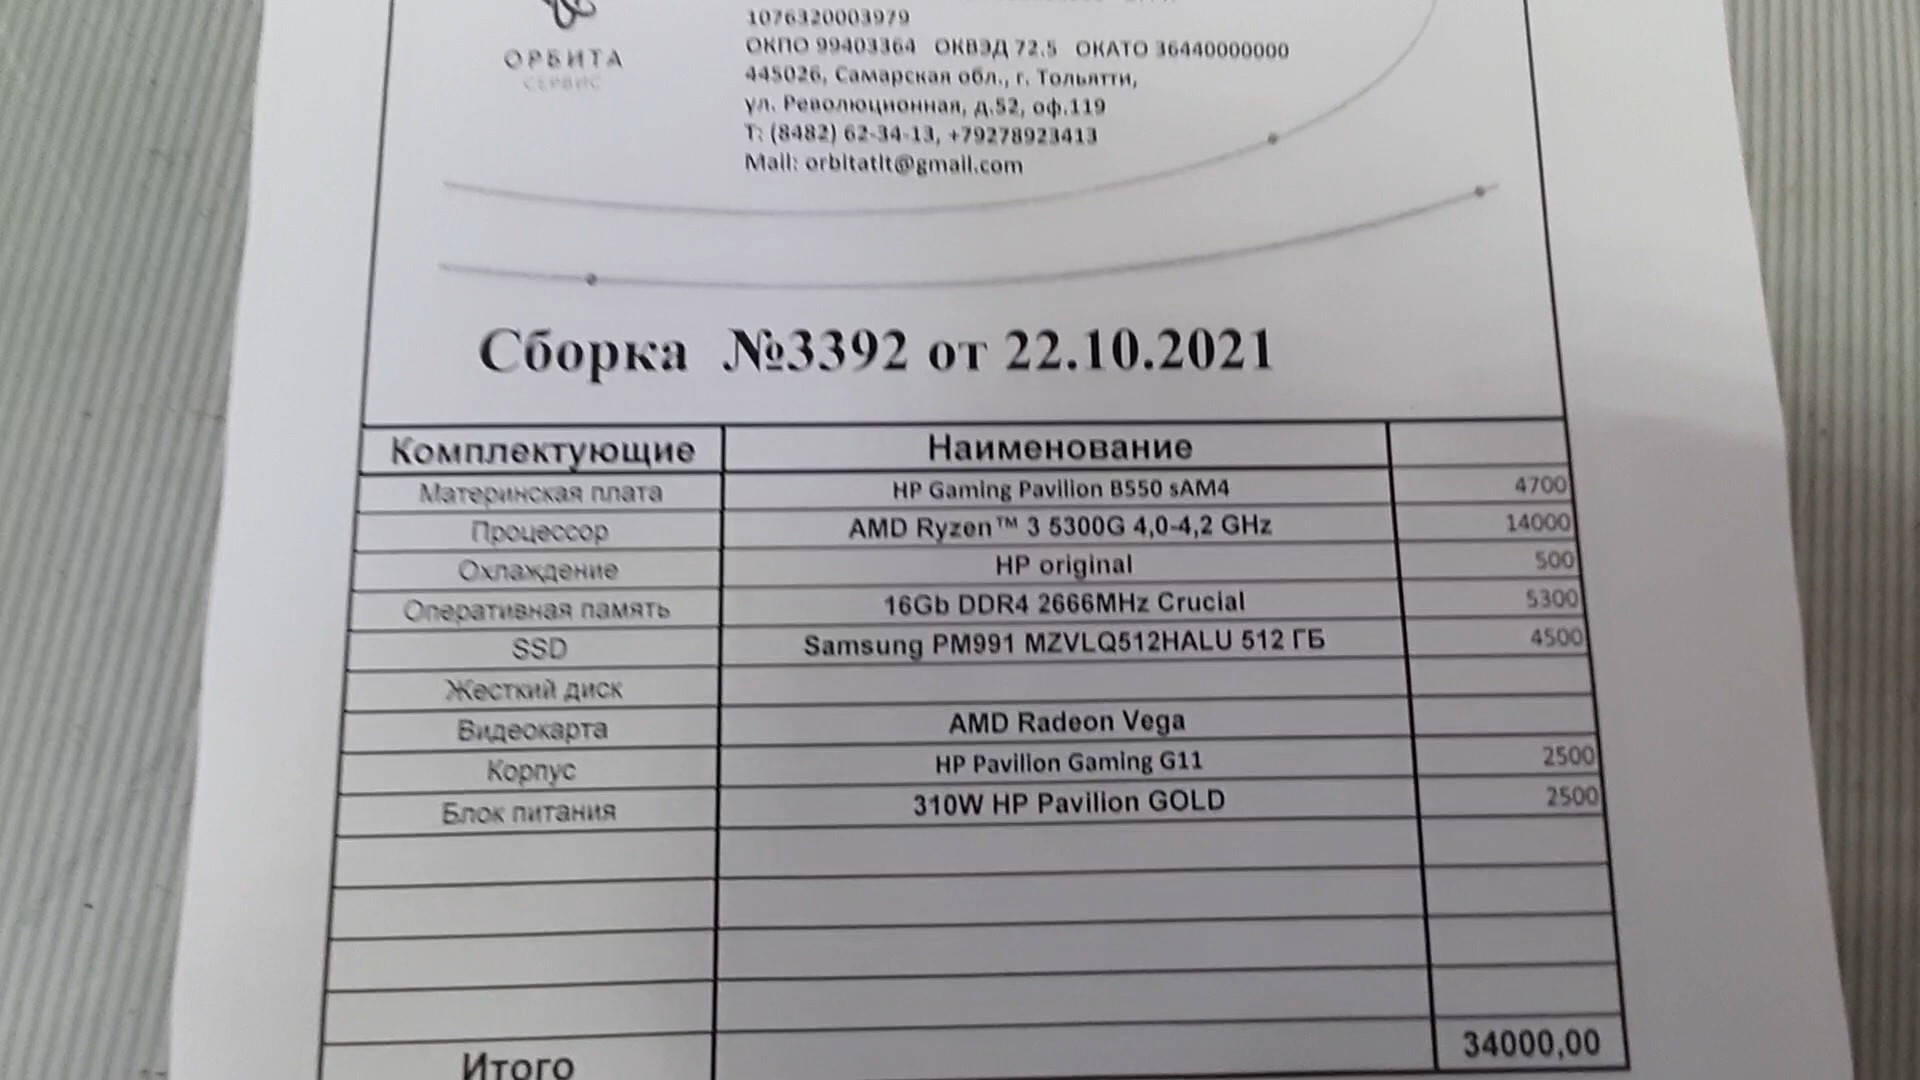 ОРБИТА
СЕРВИС
1076320003979
ОКПО 99403364 ОКВЭД 72.5 ОКАТО 36440000000
445026, Самарская обл., г. Тольятти,
ул. Революционная, д.52, оф.119
Т: (8482) 62-34-13, +79278923413
Mail: orbitatlt@gmail.com
Сборка №3392 от 22.10.2021
Комплектующие Наименование
Материнская плата HP Gaming Pavilion B550 sAM4 4700
Процессор AMD Ryzen™ 3 5300G 4,0-4,2 GHz 14000
Охлаждение HP original 500
Оперативная память 16Gb DDR4 2666MHz Crucial 5300
SSD Samsung PM991 MZVLQ512HALU 512 ГБ 4500
Жесткий диск
Видеокарта AMD Radeon Vega
Корпус HP Pavilion Gaming G11 2500
Блок питания 310W HP Pavilion GOLD 2500
Итого 34000,00